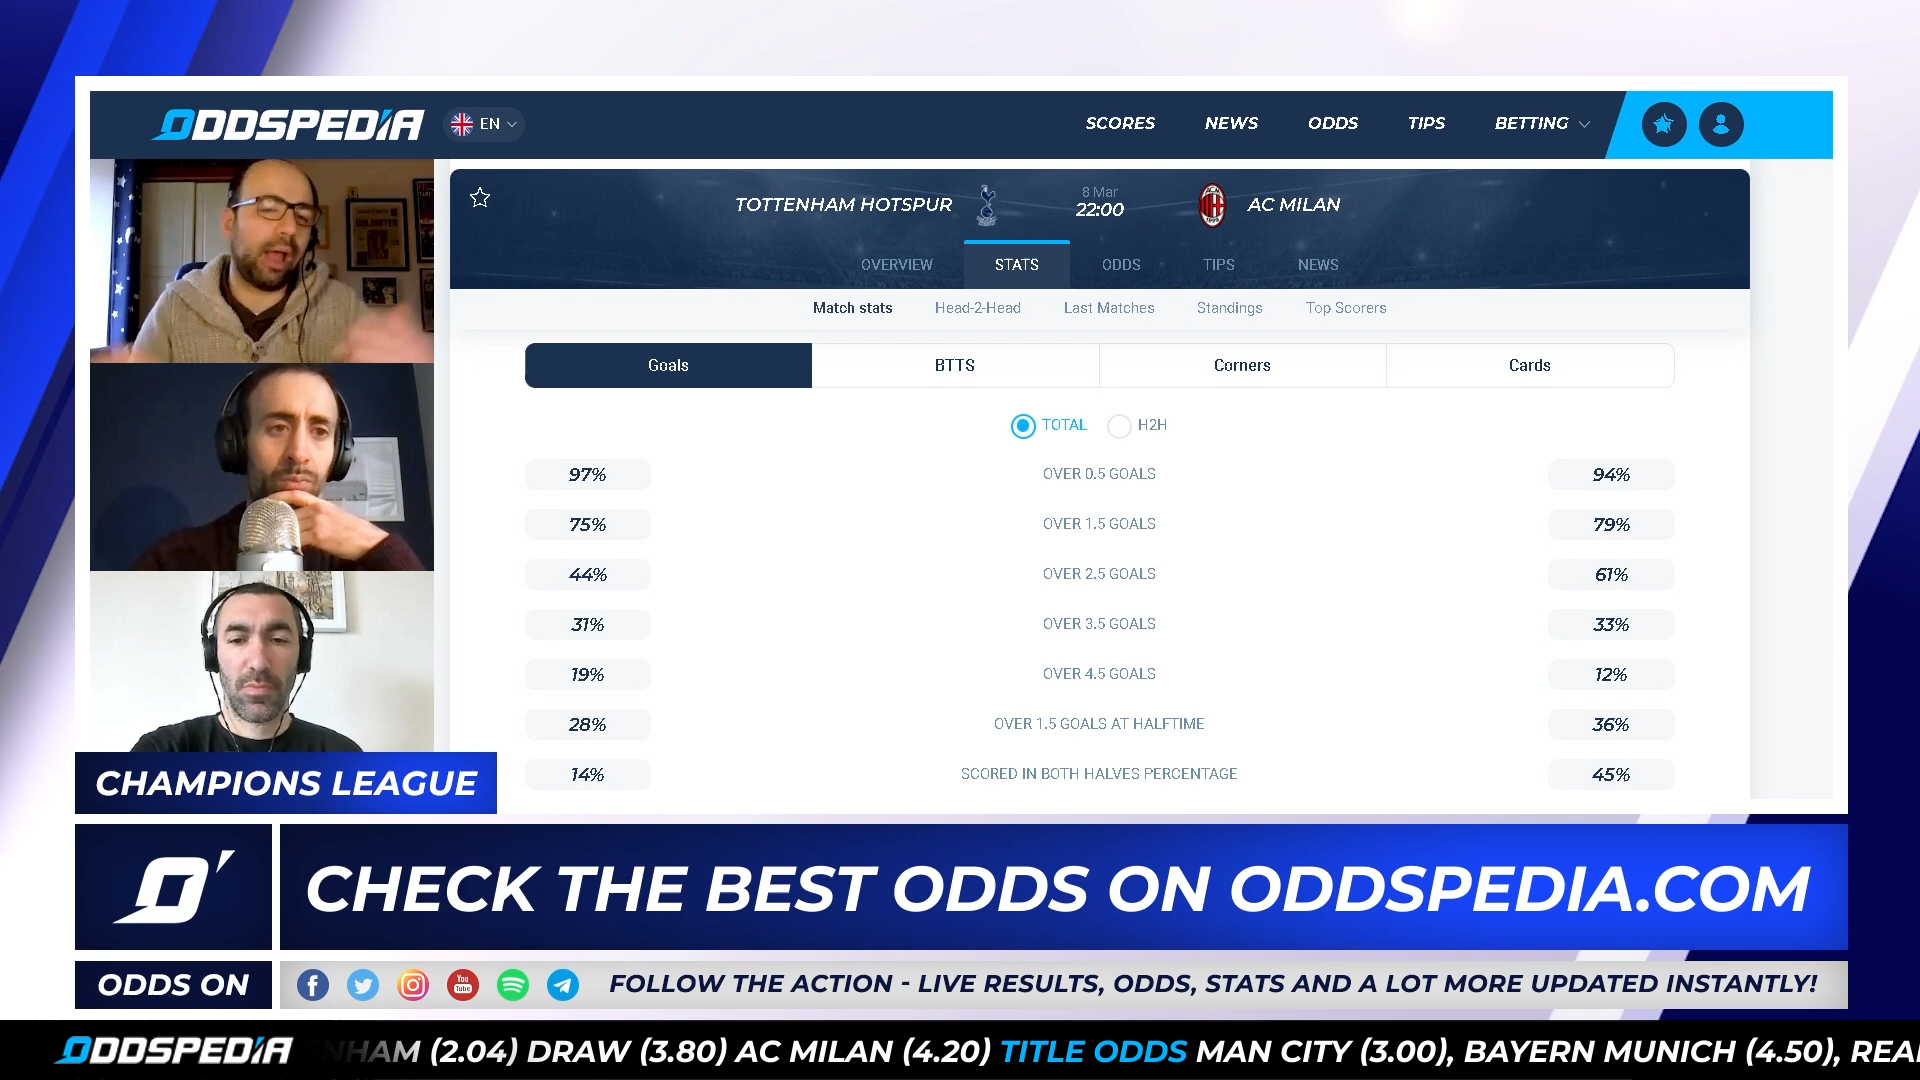 ODDSPEDIA EN SCORES NEWS ODDS TIPS BETTING
8 Mar
TOTTENHAM HOTSPUR 22:00 AC MILAN
OVERVIEW STATS ODDS TIPS NEWS
Match stats Head-2-Head Last Matches Standings Top Scorers
Goals BTTS Corners Cards
TOTAL H2H
97% OVER 0.5 GOALS 94%
75% OVER 1.5 GOALS 79%
44% OVER 2.5 GOALS 61%
31% OVER 3.5 GOALS 33%
19% OVER 4.5 GOALS 12%
28% OVER 1.5 GOALS AT HALFTIME 36%
14% SCORED IN BOTH HALVES PERCENTAGE 45%
CHAMPIONS LEAGUE
O' CHECK THE BEST ODDS ON ODDSPEDIA.COM
ODDS ON FOLLOW THE ACTION - LIVE RESULTS, ODDS, STATS AND A LOT MORE UPDATED INSTANTLY!
ODDSPEDIA NHAM (2.04) DRAW (3.80) AC MILAN (4.20) TITLE ODDS MAN CITY (3.00), BAYERN MUNICH (4.50), REA